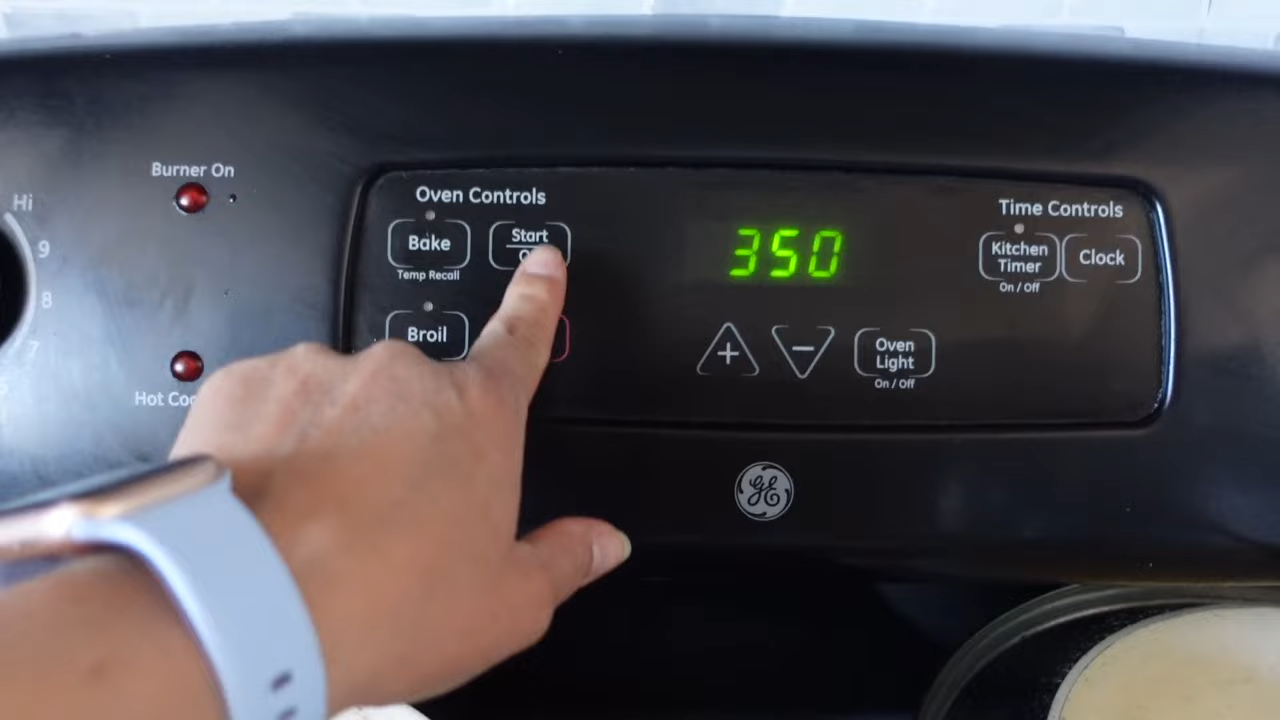 Burner On
Hi
9
8
7
Hot
Oven Controls
Bake
Start
Temp Recall
Broil
350
+
−
Oven
Light
On / Off
Time Controls
Kitchen
Timer
On / Off
Clock
GE